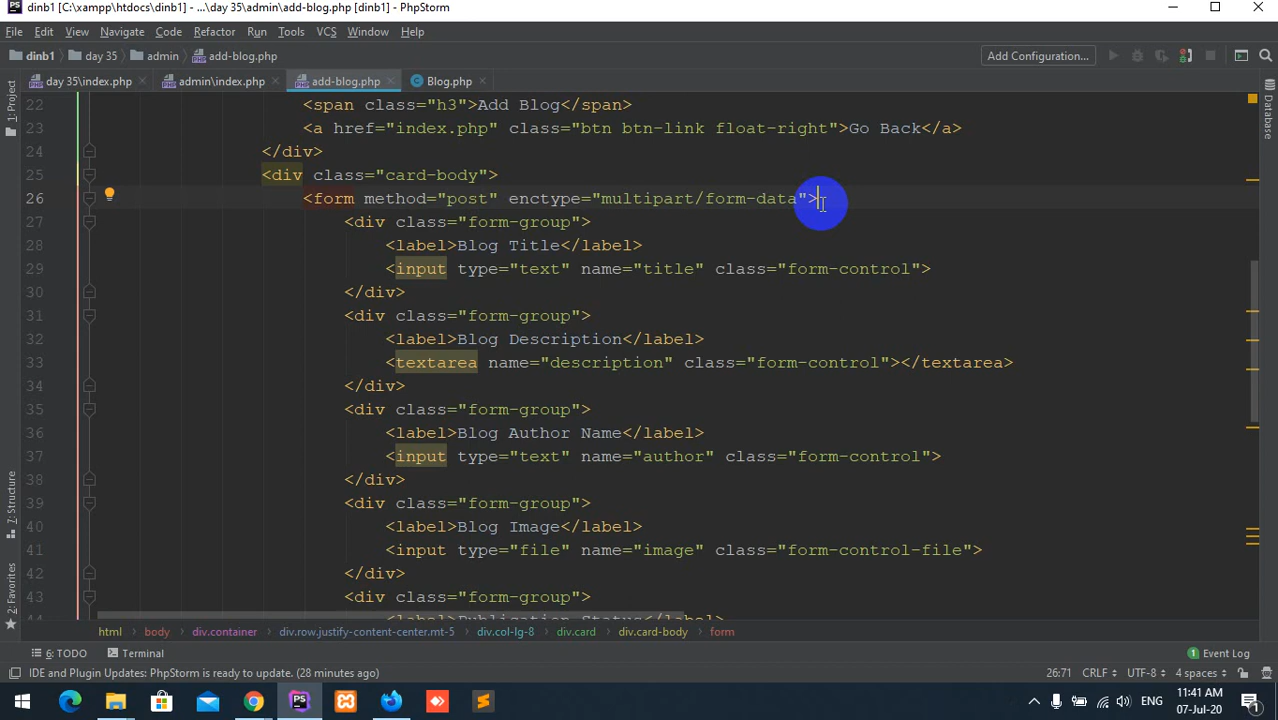 dinb1 [C:\xampp\htdocs\dinb1] - ...\day 35\admin\add-blog.php [dinb1] - PhpStorm
File Edit View Navigate Code Refactor Run Tools VCS Window Help
dinb1 day 35 admin add-blog.php Add Configuration...
day 35\index.php admin\index.php add-blog.php Blog.php
1: Project
Database
22 <span class="h3">Add Blog</span>
23 <a href="index.php" class="btn btn-link float-right">Go Back</a>
24 </div>
25 <div class="card-body">
26 <form method="post" enctype="multipart/form-data">
27 <div class="form-group">
28 <label>Blog Title</label>
29 <input type="text" name="title" class="form-control">
30 </div>
31 <div class="form-group">
32 <label>Blog Description</label>
33 <textarea name="description" class="form-control"></textarea>
34 </div>
35 <div class="form-group">
36 <label>Blog Author Name</label>
37 <input type="text" name="author" class="form-control">
38 </div>
39 <div class="form-group">
40 <label>Blog Image</label>
41 <input type="file" name="image" class="form-control-file">
42 </div>
43 <div class="form-group">
44 <label>Publication Status</label>
7: Structure
2: Favorites
html body div.container div.row.justify-content-center.mt-5 div.col-lg-8 div.card div.card-body form
6: TODO Terminal 1 Event Log
IDE and Plugin Updates: PhpStorm is ready to update. (28 minutes ago) 26:71 CRLF UTF-8 4 spaces
ENG 11:41 AM
07-Jul-20